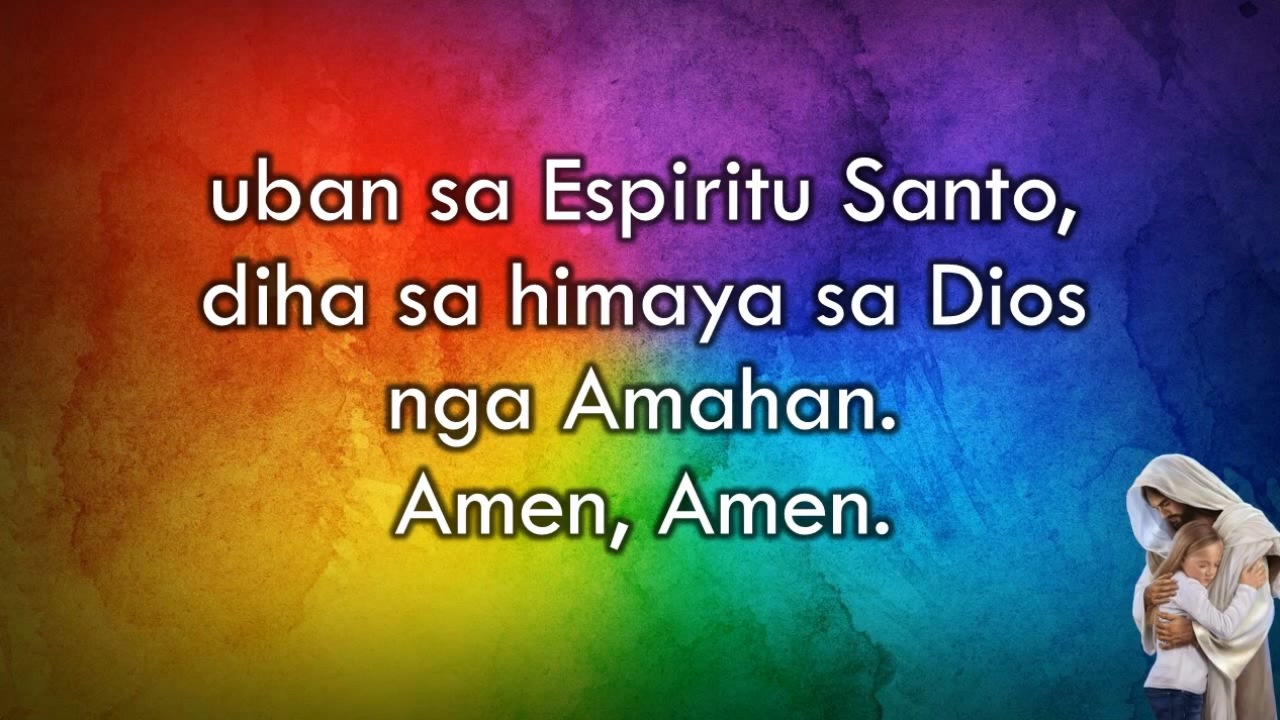 uban sa Espiritu Santo,
diha sa himaya sa Dios
nga Amahan.
Amen, Amen.